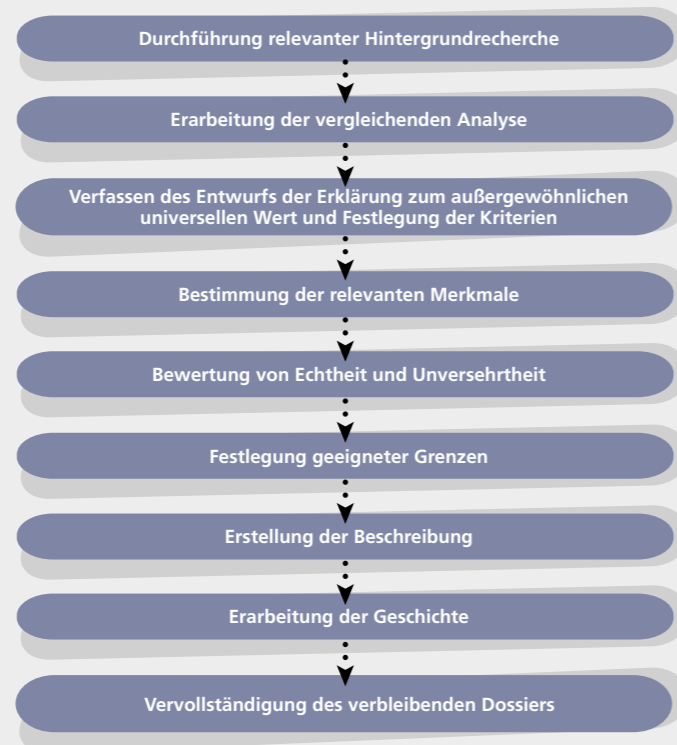 Durchführung relevanter Hintergrundrecherche
Erarbeitung der vergleichenden Analyse
Verfassen des Entwurfs der Erklärung zum außergewöhnlichen
universellen Wert und Festlegung der Kriterien
Bestimmung der relevanten Merkmale
Bewertung von Echtheit und Unversehrtheit
Festlegung geeigneter Grenzen
Erstellung der Beschreibung
Erarbeitung der Geschichte
Vervollständigung des verbleibenden Dossiers